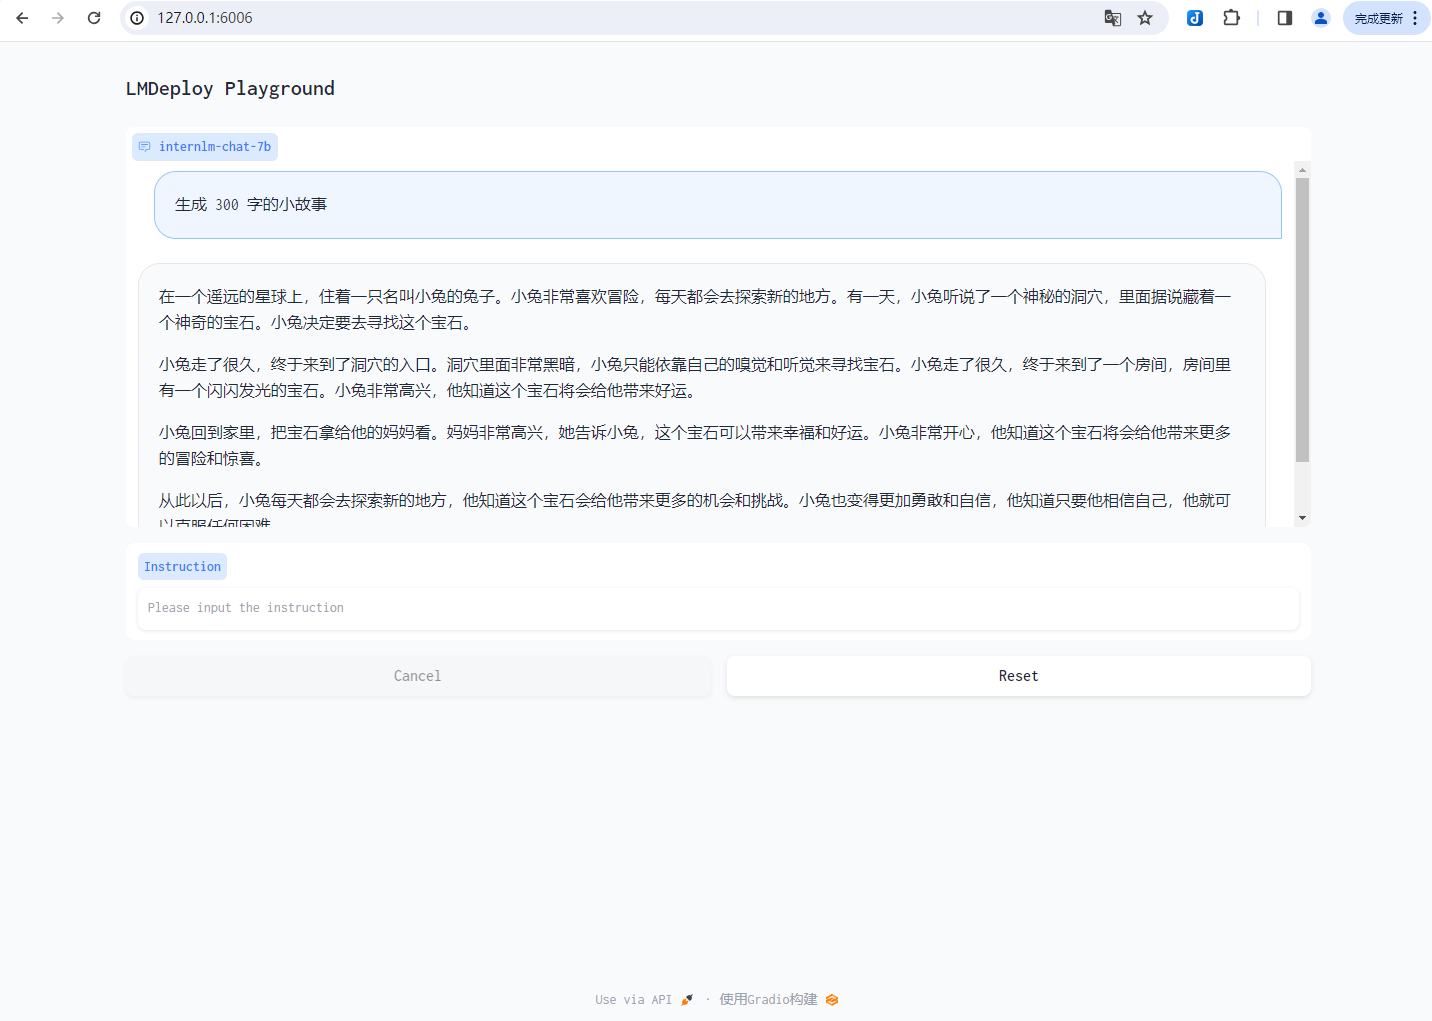 127.0.0.1:6006
完成更新
LMDeploy Playground
internlm-chat-7b
生成 300 字的小故事
在一个遥远的星球上，住着一只名叫小兔的兔子。小兔非常喜欢冒险，每天都会去探索新的地方。有一天，小兔听说了一个神秘的洞穴，里面据说藏着一
个神奇的宝石。小兔决定要去寻找这个宝石。
小兔走了很久，终于来到了洞穴的入口。洞穴里面非常黑暗，小兔只能依靠自己的嗅觉和听觉来寻找宝石。小兔走了很久，终于来到了一个房间，房间里
有一个闪闪发光的宝石。小兔非常高兴，他知道这个宝石将会给他带来好运。
小兔回到家里，把宝石拿给他的妈妈看。妈妈非常高兴，她告诉小兔，这个宝石可以带来幸福和好运。小兔非常开心，他知道这个宝石将会给他带来更多
的冒险和惊喜。
从此以后，小兔每天都会去探索新的地方，他知道这个宝石会给他带来更多的机会和挑战。小兔也变得更加勇敢和自信，他知道只要他相信自己，他就可
以克服任何困难
Instruction
Please input the instruction
Cancel
Reset
Use via API · 使用Gradio构建